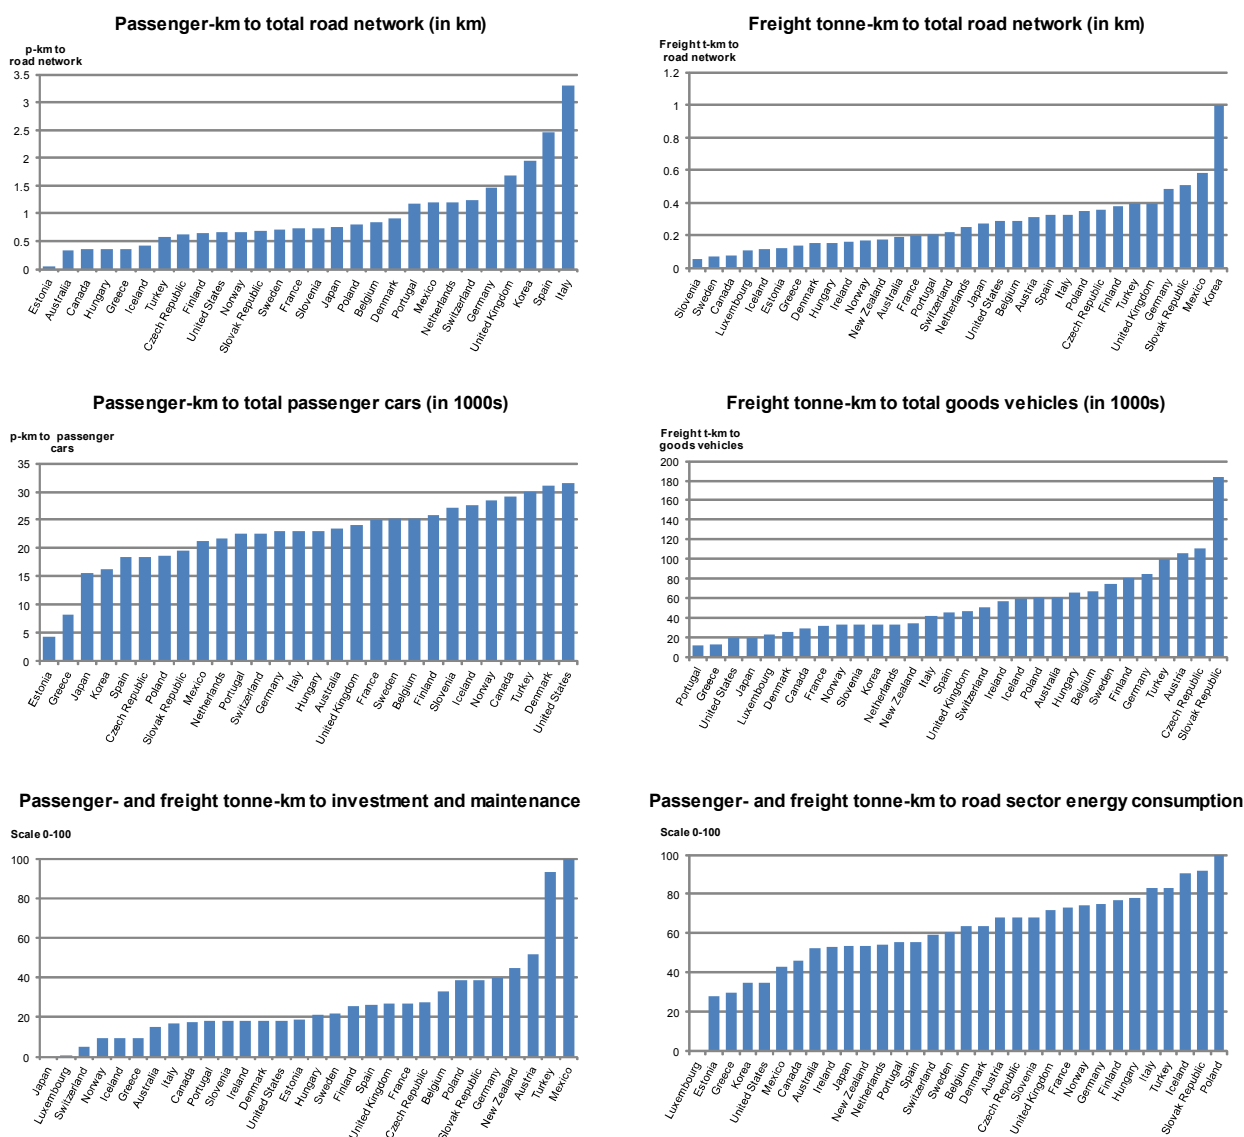 Passenger-km to total road network (in km)
p-km to
road network
3.5
3
2.5
2
1.5
1
0.5
0
Estonia
Australia
Canada
Hungary
Greece
Iceland
Turkey
Czech Republic
Finland
United States
Norway
Slovak Republic
Sweden
France
Slovenia
Japan
Poland
Belgium
Denmark
Portugal
Mexico
Netherlands
Switzerland
Germany
United Kingdom
Korea
Spain
Italy
Freight tonne-km to total road network (in km)
Freight t-km to
road network
1.2
1
0.8
0.6
0.4
0.2
0
Slovenia
Sweden
Canada
Luxembourg
Iceland
Estonia
Greece
Denmark
Hungary
Ireland
Norway
New Zealand
Australia
France
Portugal
Switzerland
Netherlands
Japan
United States
Belgium
Austria
Spain
Italy
Poland
Czech Republic
Finland
Turkey
United Kingdom
Germany
Slovak Republic
Mexico
Korea
Passenger-km to total passenger cars (in 1000s)
p-km to passenger
cars
35
30
25
20
15
10
5
0
Estonia
Greece
Japan
Korea
Spain
Czech Republic
Poland
Slovak Republic
Mexico
Netherlands
Portugal
Switzerland
Germany
Italy
Hungary
Australia
United Kingdom
France
Sweden
Belgium
Finland
Slovenia
Iceland
Norway
Canada
Turkey
Denmark
United States
Freight tonne-km to total goods vehicles (in 1000s)
Freight t-km to
goods vehicles
200
180
160
140
120
100
80
60
40
20
0
Portugal
Greece
United States
Japan
Luxembourg
Denmark
Canada
France
Norway
Slovenia
Korea
Netherlands
New Zealand
Italy
Spain
United Kingdom
Switzerland
Ireland
Iceland
Poland
Australia
Hungary
Belgium
Sweden
Finland
Germany
Turkey
Austria
Czech Republic
Slovak Republic
Passenger- and freight tonne-km to investment and maintenance
Scale 0-100
100
80
60
40
20
0
Japan
Luxembourg
Switzerland
Norway
Iceland
Greece
Australia
Italy
Canada
Portugal
Slovenia
Ireland
Denmark
United States
Estonia
Hungary
Sweden
Finland
Spain
United Kingdom
France
Czech Republic
Belgium
Poland
Slovak Republic
Germany
New Zealand
Austria
Turkey
Mexico
Passenger- and freight tonne-km to road sector energy consumption
Scale 0-100
100
80
60
40
20
0
Luxembourg
Estonia
Greece
Korea
United States
Mexico
Canada
Australia
Ireland
Japan
New Zealand
Netherlands
Portugal
Spain
Switzerland
Sweden
Belgium
Denmark
Austria
Czech Republic
Slovenia
United Kingdom
France
Norway
Germany
Finland
Hungary
Italy
Turkey
Iceland
Slovak Republic
Poland